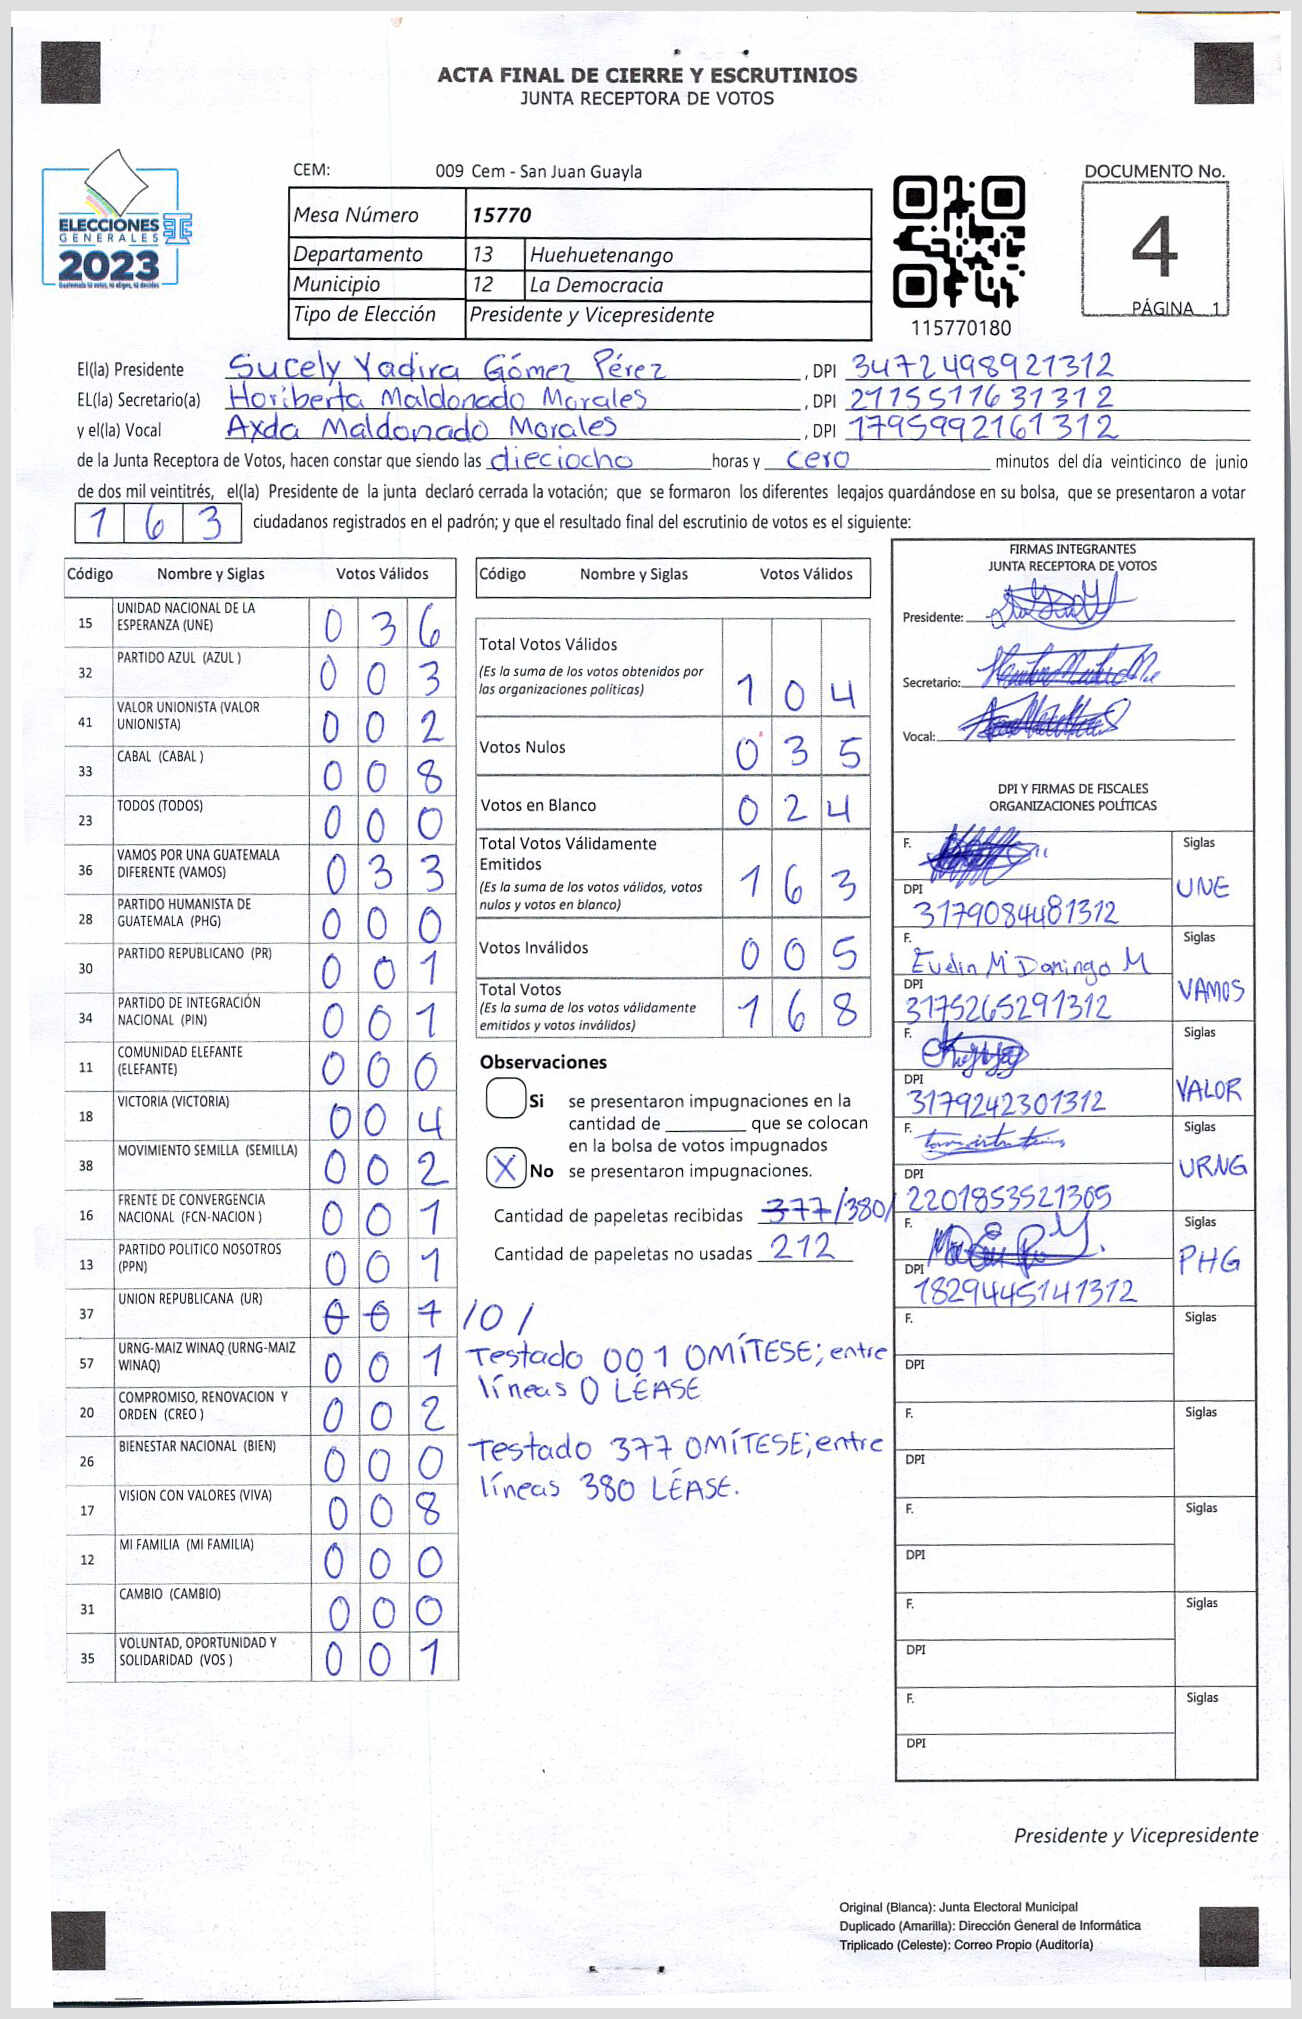 ACTA FINAL DE CIERRE Y ESCRUTINIOS
JUNTA RECEPTORA DE VOTOS
ELECCIONES
GENERALES
2023
CEM: 009 Cem - San Juan Guayla
Mesa Número 15770
Departamento 13 Huehuetenango
Municipio 12 La Democracia
Tipo de Elección Presidente y Vicepresidente
115770180
DOCUMENTO No.
4
PÁGINA 1
El(la) Presidente Sucely Yadira Gómez Pérez , DPI 3472498921312
EL(la) Secretario(a) Horiberta Maldonado Morales , DPI 2115511631312
y el(la) Vocal Axda Maldonado Morales , DPI 1795992161312
de la Junta Receptora de Votos, hacen constar que siendo las dieciocho horas y cero minutos del día veinticinco de junio
de dos mil veintitrés, el(la) Presidente de la junta declaró cerrada la votación; que se formaron los diferentes legajos quardándose en su bolsa, que se presentaron a votar
1 6 3 ciudadanos registrados en el padrón; y que el resultado final del escrutinio de votos es el siguiente:
Código Nombre y Siglas Votos Válidos
15 UNIDAD NACIONAL DE LA
ESPERANZA (UNE) 0 3 6
32 PARTIDO AZUL (AZUL ) 0 0 3
41 VALOR UNIONISTA (VALOR
UNIONISTA) 0 0 2
33 CABAL (CABAL ) 0 0 8
23 TODOS (TODOS) 0 0 0
36 VAMOS POR UNA GUATEMALA
DIFERENTE (VAMOS) 0 3 3
28 PARTIDO HUMANISTA DE
GUATEMALA (PHG) 0 0 0
30 PARTIDO REPUBLICANO (PR) 0 0 1
34 PARTIDO DE INTEGRACIÓN
NACIONAL (PIN) 0 0 1
11 COMUNIDAD ELEFANTE
(ELEFANTE) 0 0 0
18 VICTORIA (VICTORIA) 0 0 4
38 MOVIMIENTO SEMILLA (SEMILLA) 0 0 2
16 FRENTE DE CONVERGENCIA
NACIONAL (FCN-NACION ) 0 0 1
13 PARTIDO POLITICO NOSOTROS
(PPN) 0 0 1
37 UNION REPUBLICANA (UR) 0 0 1 /0/
57 URNG-MAIZ WINAQ (URNG-MAIZ
WINAQ) 0 0 1
20 COMPROMISO, RENOVACION Y
ORDEN (CREO ) 0 0 2
26 BIENESTAR NACIONAL (BIEN) 0 0 0
17 VISION CON VALORES (VIVA) 0 0 8
12 MI FAMILIA (MI FAMILIA) 0 0 0
31 CAMBIO (CAMBIO) 0 0 0
35 VOLUNTAD, OPORTUNIDAD Y
SOLIDARIDAD (VOS ) 0 0 1
Código Nombre y Siglas Votos Válidos
Total Votos Válidos
(Es la suma de los votos obtenidos por
las organizaciones políticas) 1 0 4
Votos Nulos 0 3 5
Votos en Blanco 0 2 4
Total Votos Válidamente
Emitidos
(Es la suma de los votos válidos, votos
nulos y votos en blanco) 1 6 3
Votos Inválidos 0 0 5
Total Votos
(Es la suma de los votos válidamente
emitidos y votos inválidos) 1 6 8
Observaciones
Si se presentaron impugnaciones en la
cantidad de ________ que se colocan
en la bolsa de votos impugnados
X No se presentaron impugnaciones.
Cantidad de papeletas recibidas 377/380/
Cantidad de papeletas no usadas 212
Testado 001 OMÍTESE; entre
líneas 0 LÉASE
Testado 377 OMÍTESE; entre
líneas 380 LÉASE.
FIRMAS INTEGRANTES
JUNTA RECEPTORA DE VOTOS
Presidente:
Secretario:
Vocal:
DPI Y FIRMAS DE FISCALES
ORGANIZACIONES POLÍTICAS
F. Siglas
DPI UNE
3179084481312
F. Siglas
Evelin M Domingo M
DPI VAMOS
3175265291312
F. Siglas
DPI VALOR
3179242301312
F. Siglas
DPI URNG
2201853521305
F. Siglas
DPI PHG
1829445141312
F. Siglas
DPI
F. Siglas
DPI
F. Siglas
DPI
F. Siglas
DPI
F. Siglas
DPI
Presidente y Vicepresidente
Original (Blanca): Junta Electoral Municipal
Duplicado (Amarilla): Dirección General de Informática
Triplicado (Celeste): Correo Propio (Auditoría)